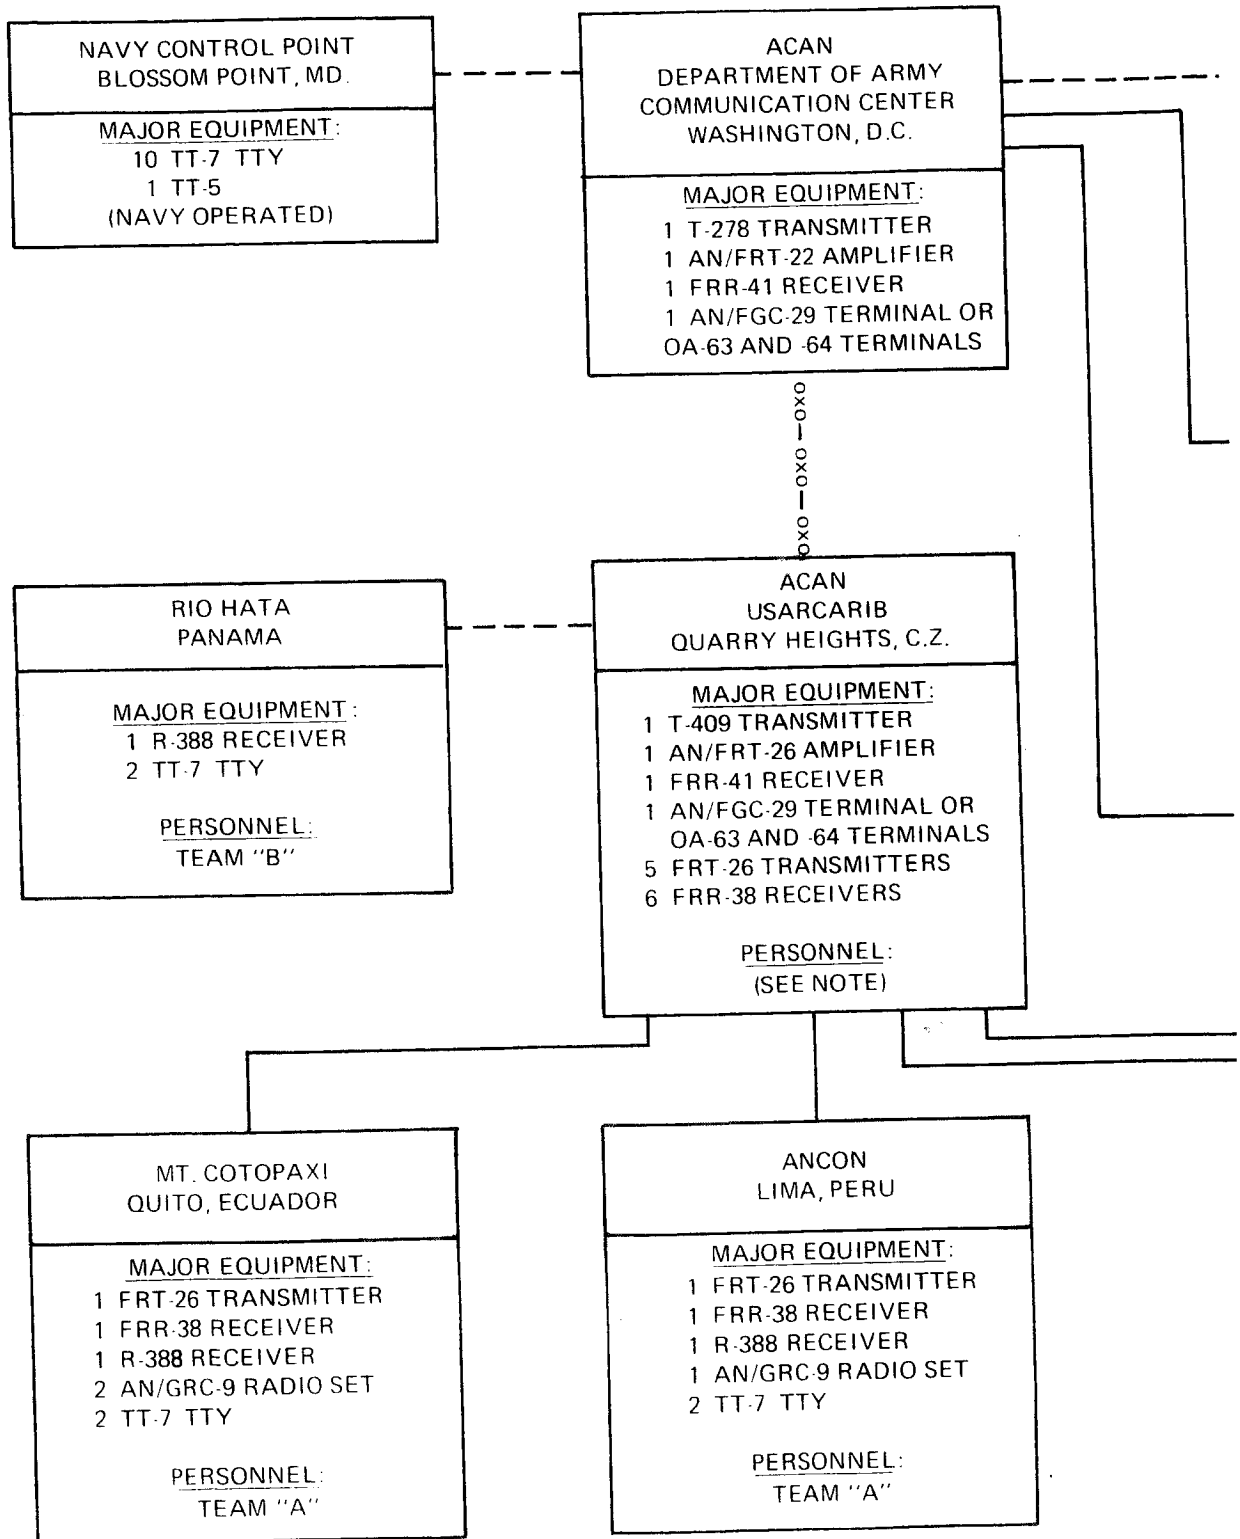 NAVY CONTROL POINT
BLOSSOM POINT, MD.
MAJOR EQUIPMENT:
10 TT-7 TTY
1 TT-5
(NAVY OPERATED)
ACAN
DEPARTMENT OF ARMY
COMMUNICATION CENTER
WASHINGTON, D.C.
MAJOR EQUIPMENT:
1 T-278 TRANSMITTER
1 AN/FRT-22 AMPLIFIER
1 FRR-41 RECEIVER
1 AN/FGC-29 TERMINAL OR
OA-63 AND -64 TERMINALS
oxo — oxo — oxo
RIO HATA
PANAMA
MAJOR EQUIPMENT:
1 R-388 RECEIVER
2 TT-7 TTY
PERSONNEL:
TEAM "B"
ACAN
USARCARIB
QUARRY HEIGHTS, C.Z.
MAJOR EQUIPMENT:
1 T-409 TRANSMITTER
1 AN/FRT-26 AMPLIFIER
1 FRR-41 RECEIVER
1 AN/FGC-29 TERMINAL OR
OA-63 AND -64 TERMINALS
5 FRT-26 TRANSMITTERS
6 FRR-38 RECEIVERS
PERSONNEL:
(SEE NOTE)
MT. COTOPAXI
QUITO, ECUADOR
MAJOR EQUIPMENT:
1 FRT-26 TRANSMITTER
1 FRR-38 RECEIVER
1 R-388 RECEIVER
2 AN/GRC-9 RADIO SET
2 TT-7 TTY
PERSONNEL:
TEAM "A"
ANCON
LIMA, PERU
MAJOR EQUIPMENT:
1 FRT-26 TRANSMITTER
1 FRR-38 RECEIVER
1 R-388 RECEIVER
1 AN/GRC-9 RADIO SET
2 TT-7 TTY
PERSONNEL:
TEAM "A"